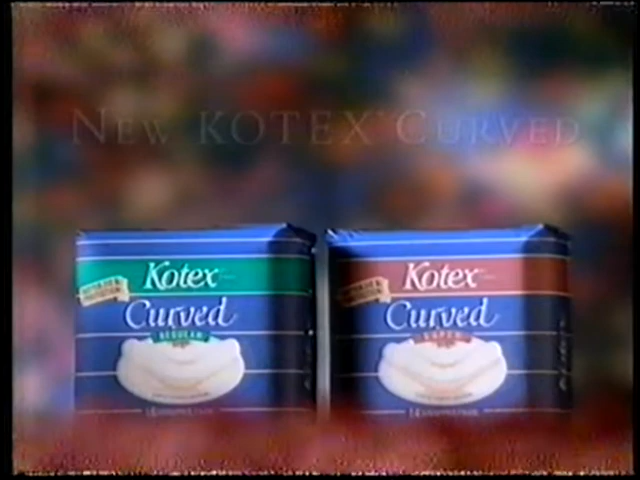 NEW KOTEX CURVED
Kotex
Curved
REGULAR
Kotex
Curved
SUPER